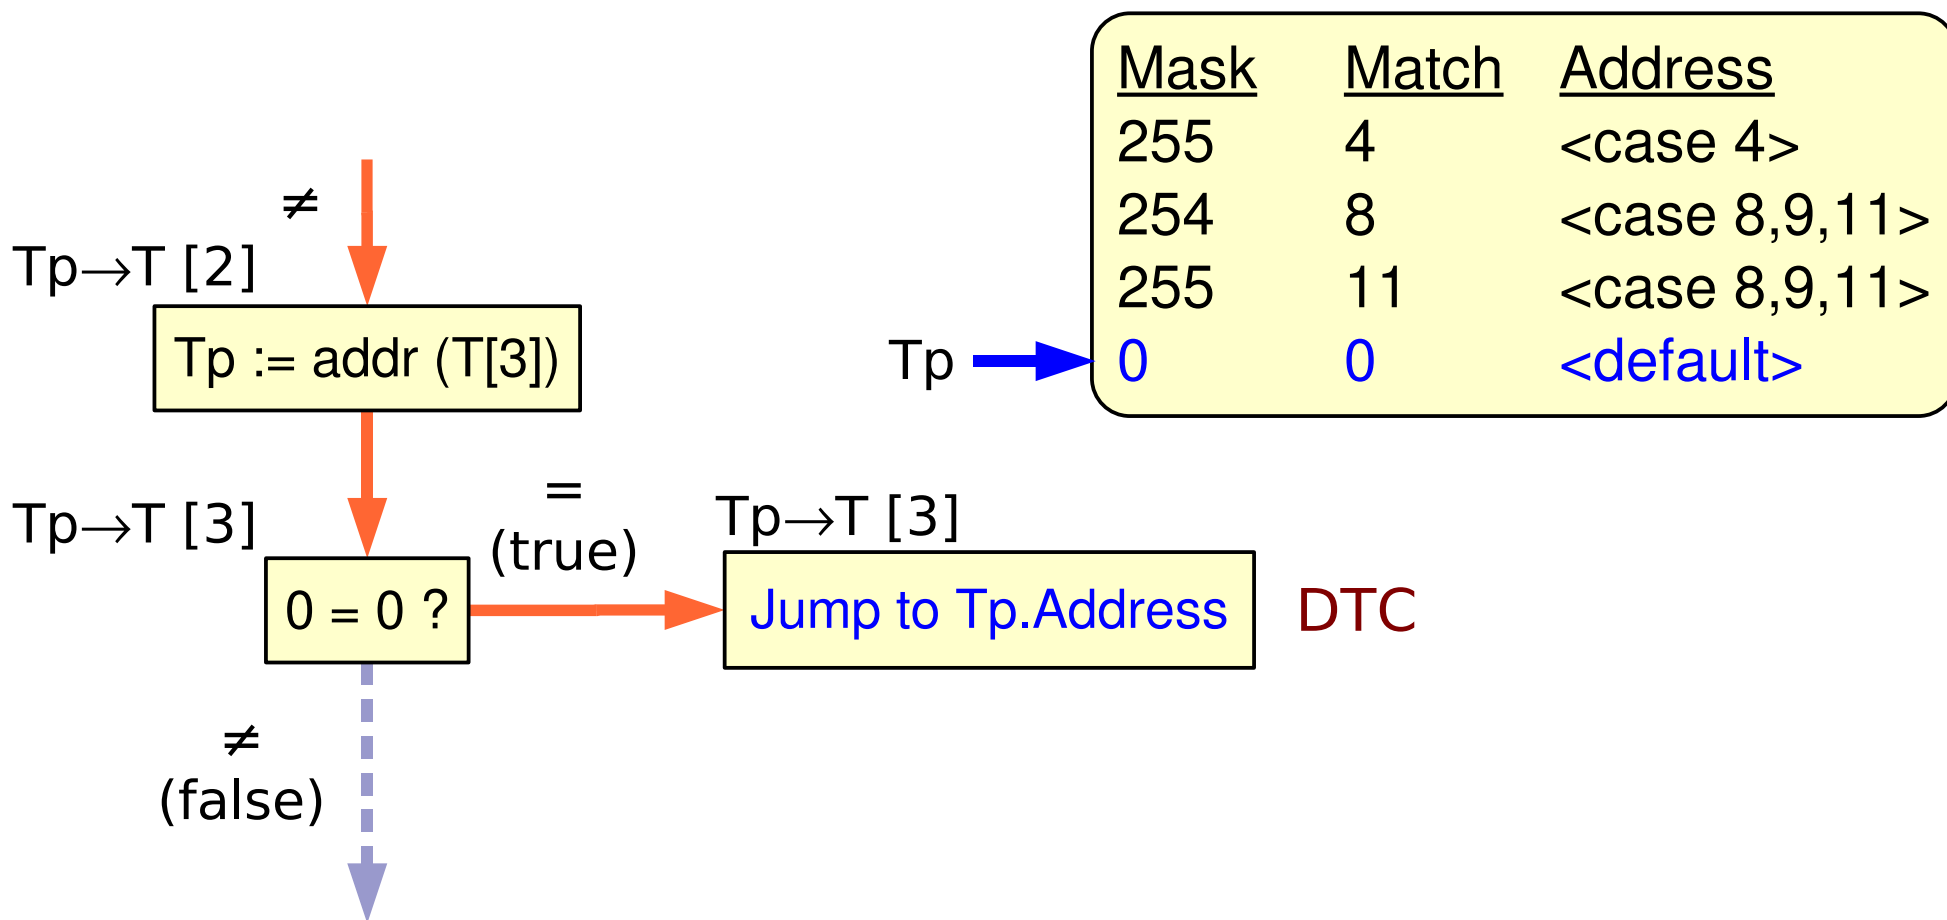 Mask Match Address
255 4 <case 4>
254 8 <case 8,9,11>
255 11 <case 8,9,11>
Tp 0 0 <default>
≠
Tp→T [2]
Tp := addr (T[3])
Tp→T [3]
0 = 0 ?
=
(true)
Tp→T [3]
Jump to Tp.Address
DTC
≠
(false)